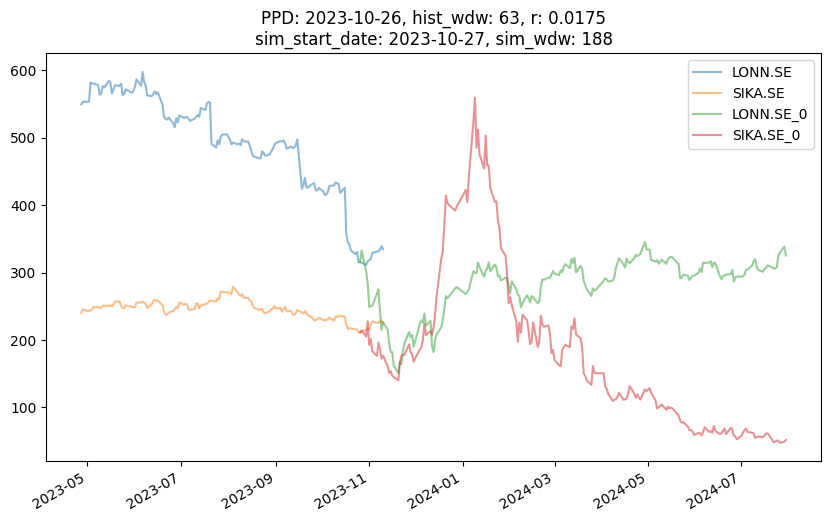 PPD: 2023-10-26, hist_wdw: 63, r: 0.0175
sim_start_date: 2023-10-27, sim_wdw: 188
LONN.SE
SIKA.SE
LONN.SE_0
SIKA.SE_0
600
500
400
300
200
100
2023-05
2023-07
2023-09
2023-11
2024-01
2024-03
2024-05
2024-07